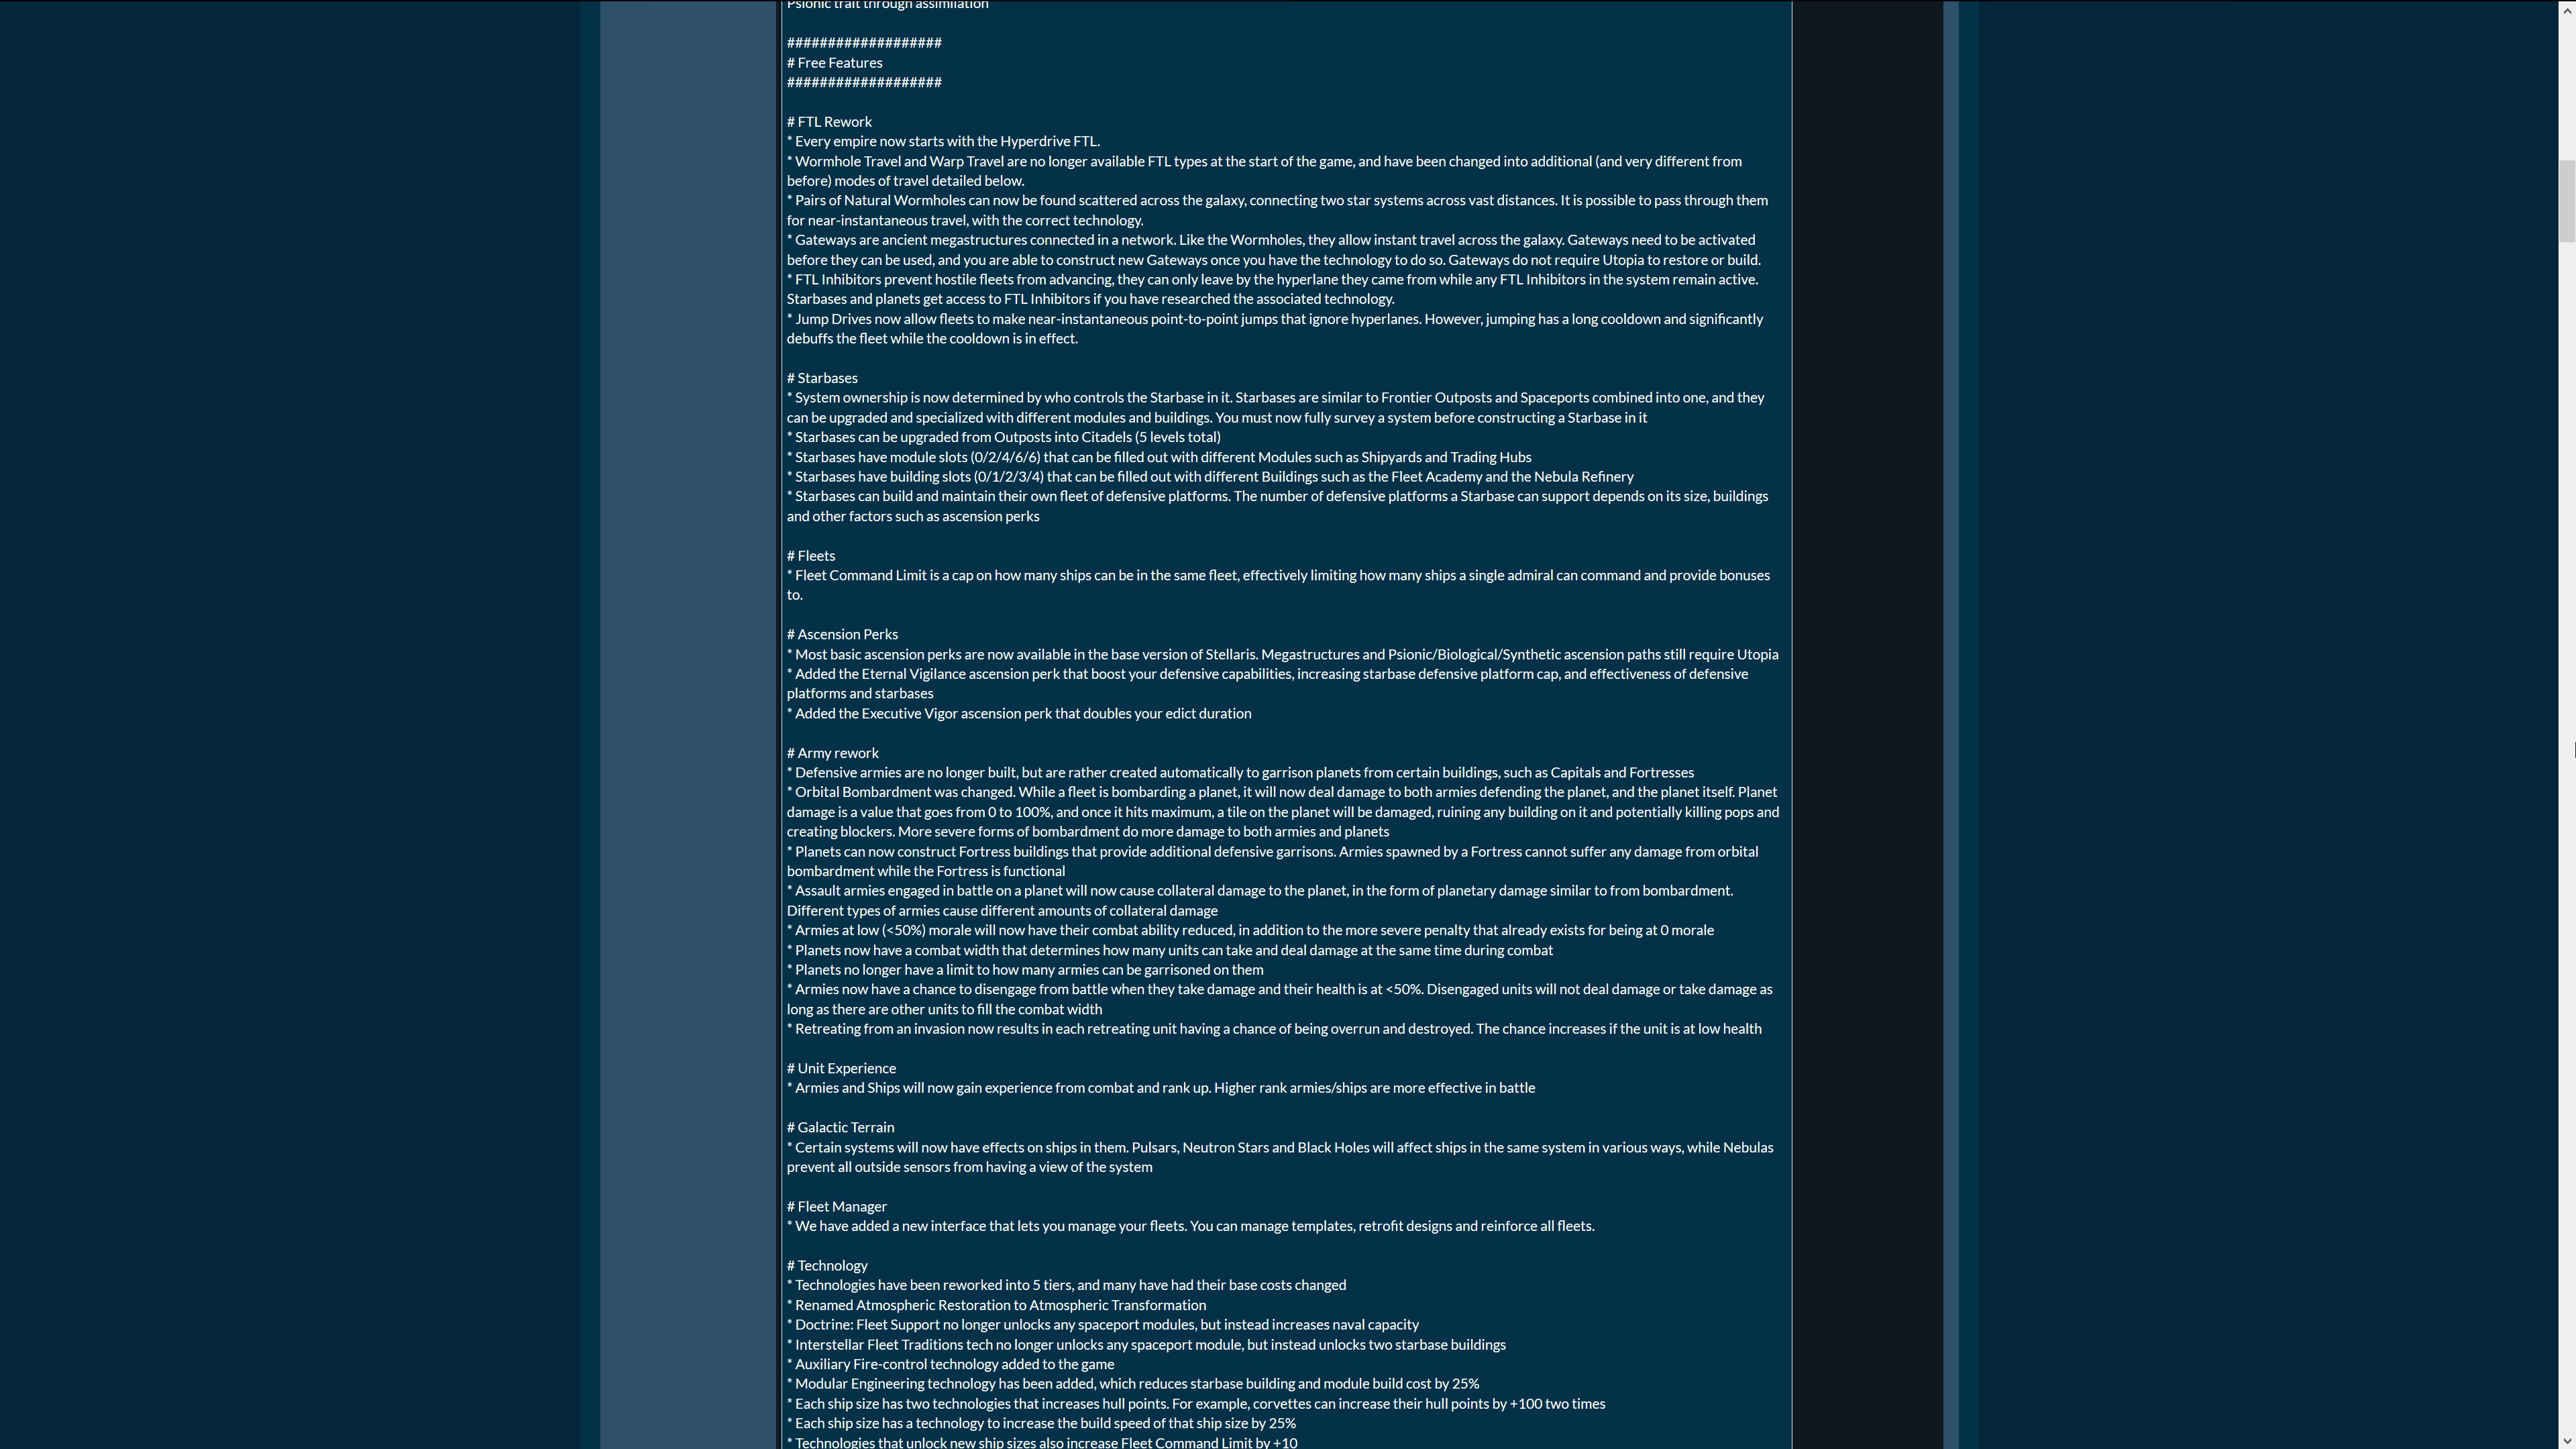 Psionic trait through assimilation
###################
# Free Features
###################
# FTL Rework
* Every empire now starts with the Hyperdrive FTL.
* Wormhole Travel and Warp Travel are no longer available FTL types at the start of the game, and have been changed into additional (and very different from
before) modes of travel detailed below.
* Pairs of Natural Wormholes can now be found scattered across the galaxy, connecting two star systems across vast distances. It is possible to pass through them
for near-instantaneous travel, with the correct technology.
* Gateways are ancient megastructures connected in a network. Like the Wormholes, they allow instant travel across the galaxy. Gateways need to be activated
before they can be used, and you are able to construct new Gateways once you have the technology to do so. Gateways do not require Utopia to restore or build.
* FTL Inhibitors prevent hostile fleets from advancing, they can only leave by the hyperlane they came from while any FTL Inhibitors in the system remain active.
Starbases and planets get access to FTL Inhibitors if you have researched the associated technology.
* Jump Drives now allow fleets to make near-instantaneous point-to-point jumps that ignore hyperlanes. However, jumping has a long cooldown and significantly
debuffs the fleet while the cooldown is in effect.
# Starbases
* System ownership is now determined by who controls the Starbase in it. Starbases are similar to Frontier Outposts and Spaceports combined into one, and they
can be upgraded and specialized with different modules and buildings. You must now fully survey a system before constructing a Starbase in it
* Starbases can be upgraded from Outposts into Citadels (5 levels total)
* Starbases have module slots (0/2/4/6/6) that can be filled out with different Modules such as Shipyards and Trading Hubs
* Starbases have building slots (0/1/2/3/4) that can be filled out with different Buildings such as the Fleet Academy and the Nebula Refinery
* Starbases can build and maintain their own fleet of defensive platforms. The number of defensive platforms a Starbase can support depends on its size, buildings
and other factors such as ascension perks
# Fleets
* Fleet Command Limit is a cap on how many ships can be in the same fleet, effectively limiting how many ships a single admiral can command and provide bonuses
to.
# Ascension Perks
* Most basic ascension perks are now available in the base version of Stellaris. Megastructures and Psionic/Biological/Synthetic ascension paths still require Utopia
* Added the Eternal Vigilance ascension perk that boost your defensive capabilities, increasing starbase defensive platform cap, and effectiveness of defensive
platforms and starbases
* Added the Executive Vigor ascension perk that doubles your edict duration
# Army rework
* Defensive armies are no longer built, but are rather created automatically to garrison planets from certain buildings, such as Capitals and Fortresses
* Orbital Bombardment was changed. While a fleet is bombarding a planet, it will now deal damage to both armies defending the planet, and the planet itself. Planet
damage is a value that goes from 0 to 100%, and once it hits maximum, a tile on the planet will be damaged, ruining any building on it and potentially killing pops and
creating blockers. More severe forms of bombardment do more damage to both armies and planets
* Planets can now construct Fortress buildings that provide additional defensive garrisons. Armies spawned by a Fortress cannot suffer any damage from orbital
bombardment while the Fortress is functional
* Assault armies engaged in battle on a planet will now cause collateral damage to the planet, in the form of planetary damage similar to from bombardment.
Different types of armies cause different amounts of collateral damage
* Armies at low (<50%) morale will now have their combat ability reduced, in addition to the more severe penalty that already exists for being at 0 morale
* Planets now have a combat width that determines how many units can take and deal damage at the same time during combat
* Planets no longer have a limit to how many armies can be garrisoned on them
* Armies now have a chance to disengage from battle when they take damage and their health is at <50%. Disengaged units will not deal damage or take damage as
long as there are other units to fill the combat width
* Retreating from an invasion now results in each retreating unit having a chance of being overrun and destroyed. The chance increases if the unit is at low health
# Unit Experience
* Armies and Ships will now gain experience from combat and rank up. Higher rank armies/ships are more effective in battle
# Galactic Terrain
* Certain systems will now have effects on ships in them. Pulsars, Neutron Stars and Black Holes will affect ships in the same system in various ways, while Nebulas
prevent all outside sensors from having a view of the system
# Fleet Manager
* We have added a new interface that lets you manage your fleets. You can manage templates, retrofit designs and reinforce all fleets.
# Technology
* Technologies have been reworked into 5 tiers, and many have had their base costs changed
* Renamed Atmospheric Restoration to Atmospheric Transformation
* Doctrine: Fleet Support no longer unlocks any spaceport modules, but instead increases naval capacity
* Interstellar Fleet Traditions tech no longer unlocks any spaceport module, but instead unlocks two starbase buildings
* Auxiliary Fire-control technology added to the game
* Modular Engineering technology has been added, which reduces starbase building and module build cost by 25%
* Each ship size has two technologies that increases hull points. For example, corvettes can increase their hull points by +100 two times
* Each ship size has a technology to increase the build speed of that ship size by 25%
* Technologies that unlock new ship sizes also increase Fleet Command Limit by +10